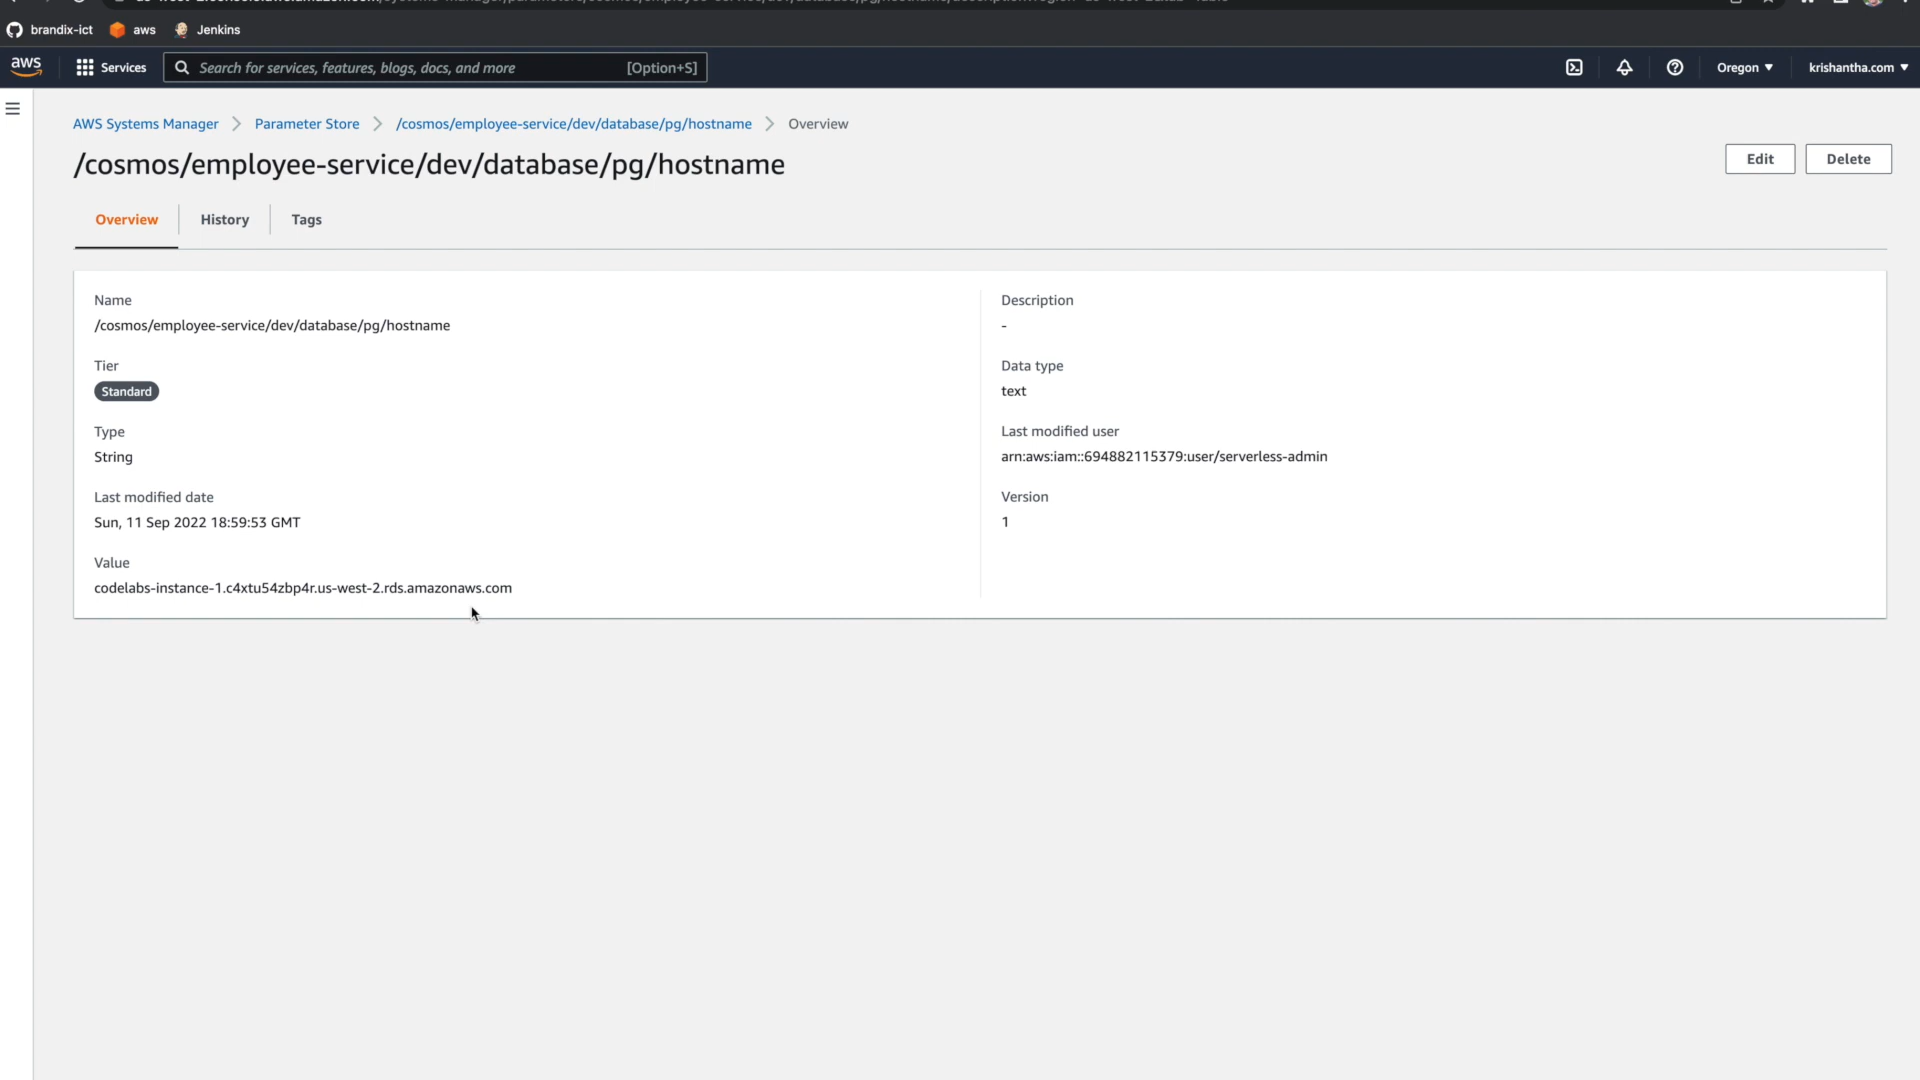 brandix-ict aws Jenkins
aws Services Search for services, features, blogs, docs, and more [Option+S] Oregon ▼ krishantha.com ▼
AWS Systems Manager > Parameter Store > /cosmos/employee-service/dev/database/pg/hostname > Overview
/cosmos/employee-service/dev/database/pg/hostname
Edit Delete
Overview History Tags
Name
/cosmos/employee-service/dev/database/pg/hostname
Tier
Standard
Type
String
Last modified date
Sun, 11 Sep 2022 18:59:53 GMT
Value
codelabs-instance-1.c4xtu54zbp4r.us-west-2.rds.amazonaws.com
Description
-
Data type
text
Last modified user
arn:aws:iam::694882115379:user/serverless-admin
Version
1